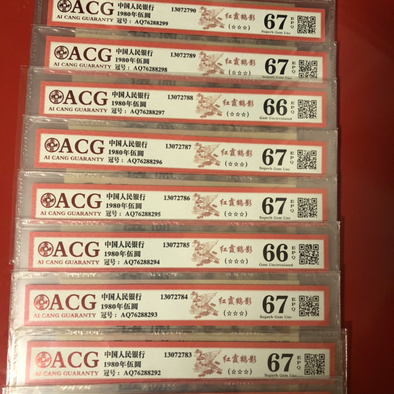 ACG 中国人民银行 13072790 红霞鹤影 67 EPQ
AI CANG GUARANTY 1980年伍圆 冠号：AQ76288299 (☆☆☆) Superb Gem Unc
ACG 中国人民银行 13072789 红霞鹤影 67 EPQ
AI CANG GUARANTY 1980年伍圆 冠号：AQ76288298 (☆☆☆) Superb Gem Unc
ACG 中国人民银行 13072788 红霞鹤影 66 EPQ
AI CANG GUARANTY 1980年伍圆 冠号：AQ76288297 (☆☆☆) Gem Uncirculated
ACG 中国人民银行 13072787 红霞鹤影 67 EPQ
AI CANG GUARANTY 1980年伍圆 冠号：AQ76288296 (☆☆☆) Superb Gem Unc
ACG 中国人民银行 13072786 红霞鹤影 67 EPQ
AI CANG GUARANTY 1980年伍圆 冠号：AQ76288295 (☆☆☆) Superb Gem Unc
ACG 中国人民银行 13072785 红霞鹤影 66 EPQ
AI CANG GUARANTY 1980年伍圆 冠号：AQ76288294 (☆☆☆) Gem Uncirculated
ACG 中国人民银行 13072784 红霞鹤影 67 EPQ
AI CANG GUARANTY 1980年伍圆 冠号：AQ76288293 (☆☆☆) Superb Gem Unc
ACG 中国人民银行 13072783 红霞鹤影 67 EPQ
AI CANG GUARANTY 1980年伍圆 冠号：AQ76288292 (☆☆☆) Superb Gem Unc